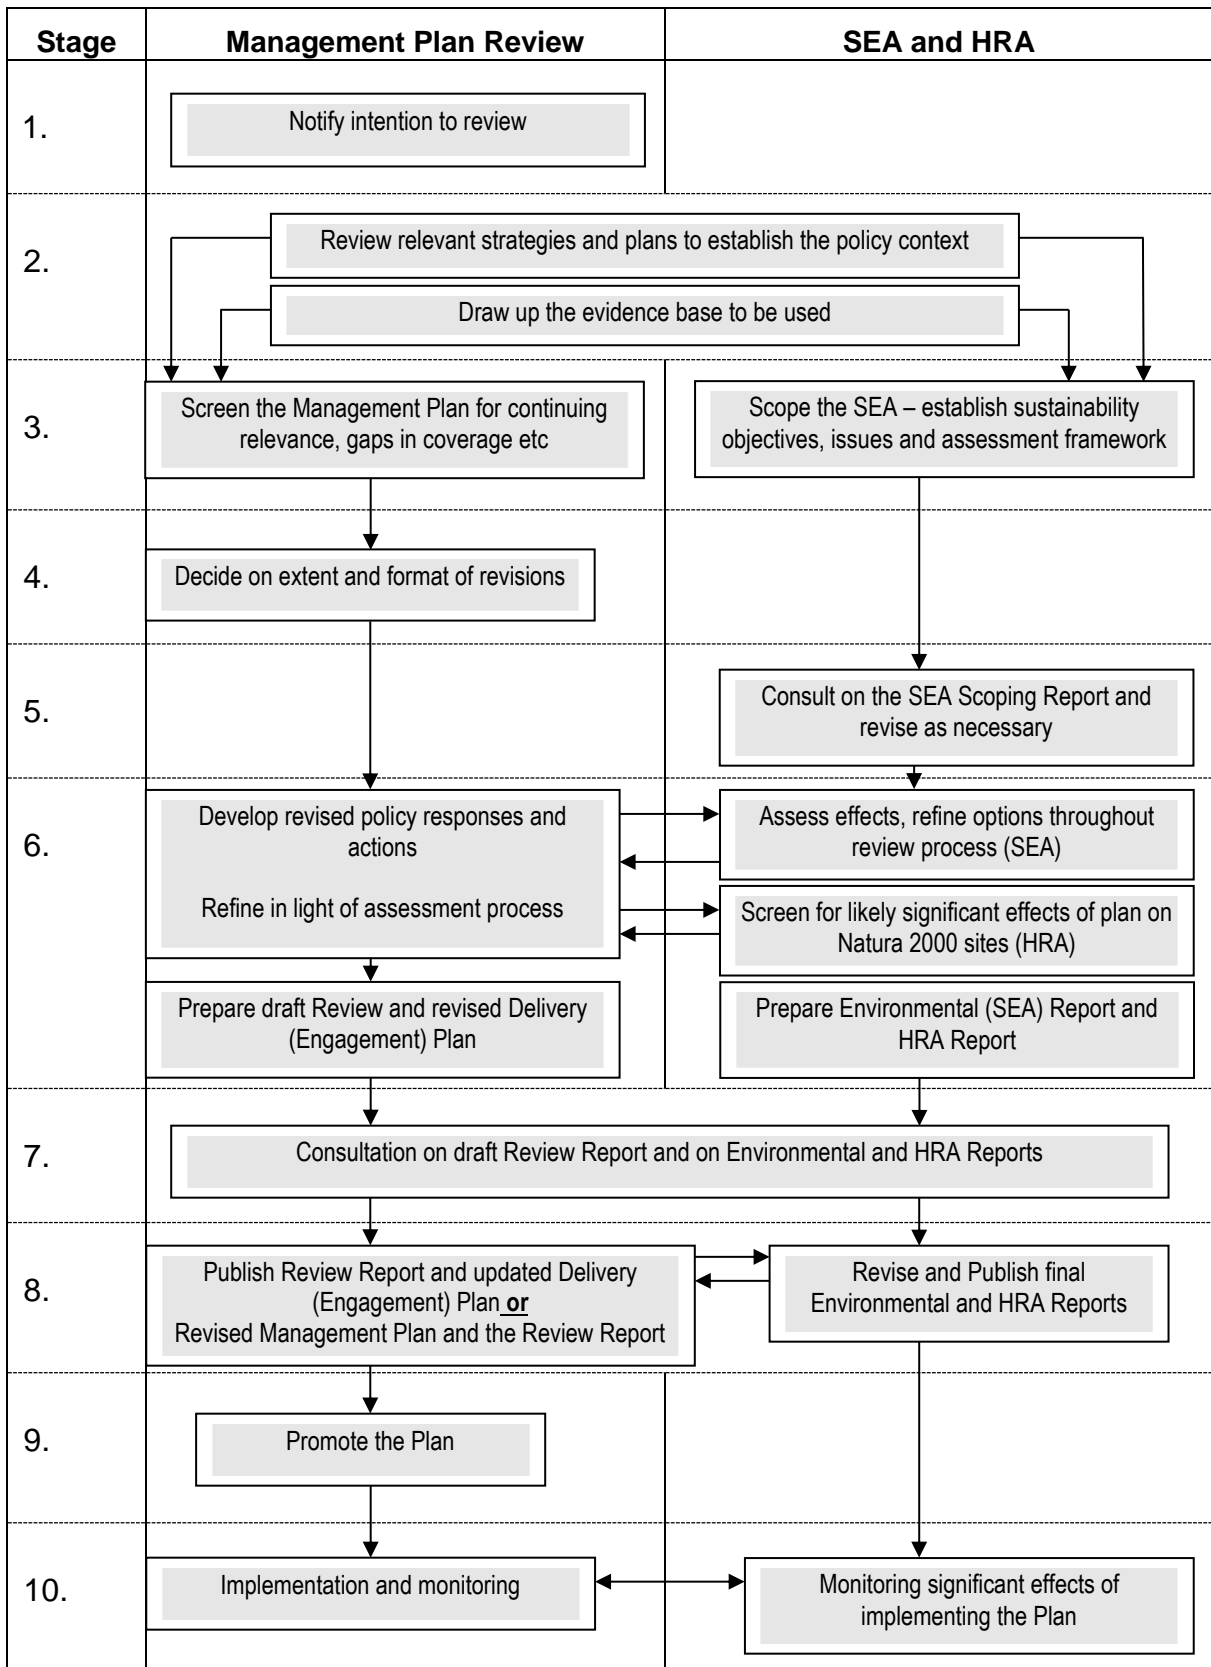 Stage Management Plan Review SEA and HRA
1.
Notify intention to review
2.
Review relevant strategies and plans to establish the policy context
Draw up the evidence base to be used
3.
Screen the Management Plan for continuing
relevance, gaps in coverage etc
Scope the SEA – establish sustainability
objectives, issues and assessment framework
4.
Decide on extent and format of revisions
5.
Consult on the SEA Scoping Report and
revise as necessary
6.
Develop revised policy responses and
actions
Refine in light of assessment process
Assess effects, refine options throughout
review process (SEA)
Screen for likely significant effects of plan on
Natura 2000 sites (HRA)
Prepare draft Review and revised Delivery
(Engagement) Plan
Prepare Environmental (SEA) Report and
HRA Report
7.
Consultation on draft Review Report and on Environmental and HRA Reports
8.
Publish Review Report and updated Delivery
(Engagement) Plan or
Revised Management Plan and the Review Report
Revise and Publish final
Environmental and HRA Reports
9.
Promote the Plan
10.
Implementation and monitoring
Monitoring significant effects of
implementing the Plan